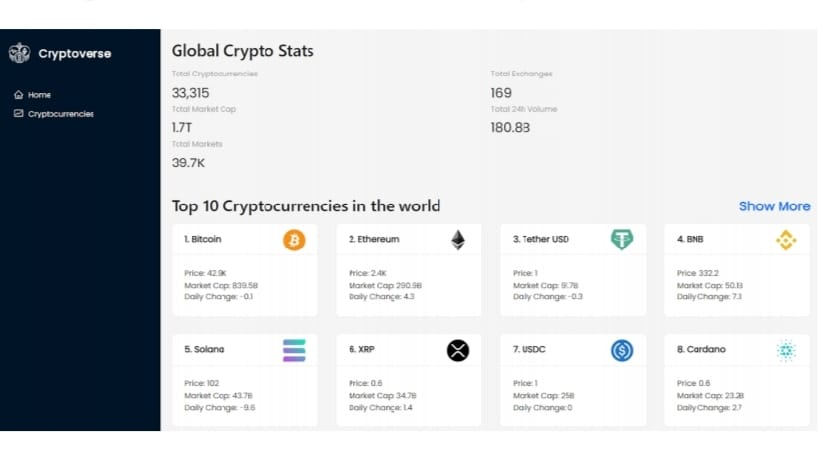 Cryptoverse
Home
Cryptocurrencies
Global Crypto Stats
Total Cryptocurrencies
33,315
Total Exchanges
169
Total Market Cap
1.7T
Total 24h Volume
180.8B
Total Markets
39.7K
Top 10 Cryptocurrencies in the world
Show More
1. Bitcoin
Price: 42.9K
Market Cap: 839.5B
Daily Change: -0.1
2. Ethereum
Price: 2.4K
Market Cap: 290.9B
Daily Change: 4.3
3. Tether USD
Price: 1
Market Cap: 91.7B
Daily Change: -0.3
4. BNB
Price: 332.2
Market Cap: 50.1B
Daily Change: 7.1
5. Solana
Price: 102
Market Cap: 43.7B
Daily Change: -9.6
6. XRP
Price: 0.6
Market Cap: 34.7B
Daily Change: 1.4
7. USDC
Price: 1
Market Cap: 25B
Daily Change: 0
8. Cardano
Price: 0.6
Market Cap: 23.2B
Daily Change: 2.7